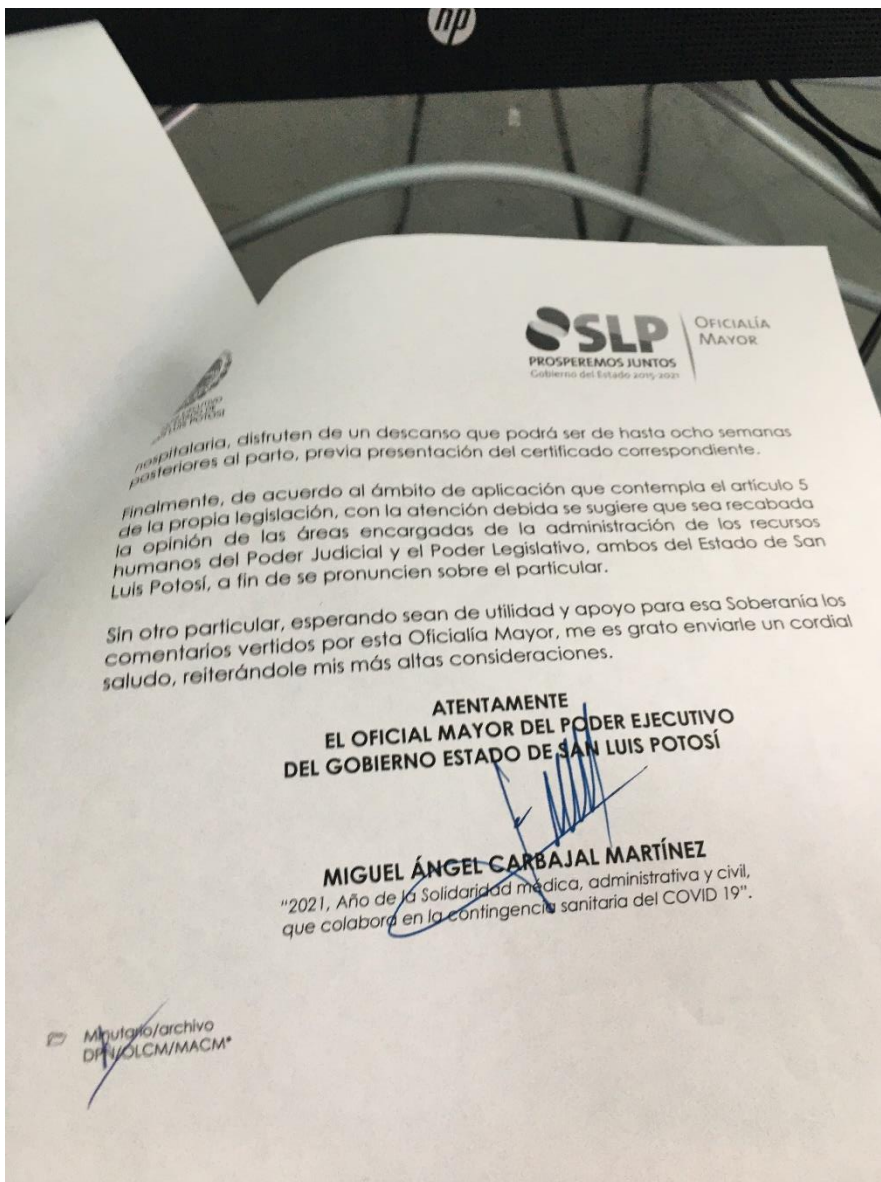 hp
SLP
PROSPEREMOS JUNTOS
Gobierno del Estado 2015-2021
OFICIALÍA
MAYOR
LUIS POTOSÍ
hospitalaria, disfruten de un descanso que podrá ser de hasta ocho semanas
posteriores al parto, previa presentación del certificado correspondiente.
Finalmente, de acuerdo al ámbito de aplicación que contempla el artículo 5
de la propia legislación, con la atención debida se sugiere que sea recabada
la opinión de las áreas encargadas de la administración de los recursos
humanos del Poder Judicial y el Poder Legislativo, ambos del Estado de San
Luis Potosí, a fin de se pronuncien sobre el particular.
Sin otro particular, esperando sean de utilidad y apoyo para esa Soberanía los
comentarios vertidos por esta Oficialía Mayor, me es grato enviarle un cordial
saludo, reiterándole mis más altas consideraciones.
ATENTAMENTE
EL OFICIAL MAYOR DEL PODER EJECUTIVO
DEL GOBIERNO ESTADO DE SAN LUIS POTOSÍ
MIGUEL ÁNGEL CARBAJAL MARTÍNEZ
"2021, Año de la Solidaridad médica, administrativa y civil,
que colabora en la contingencia sanitaria del COVID 19".
Minutario/archivo
DPN/OLCM/MACM*